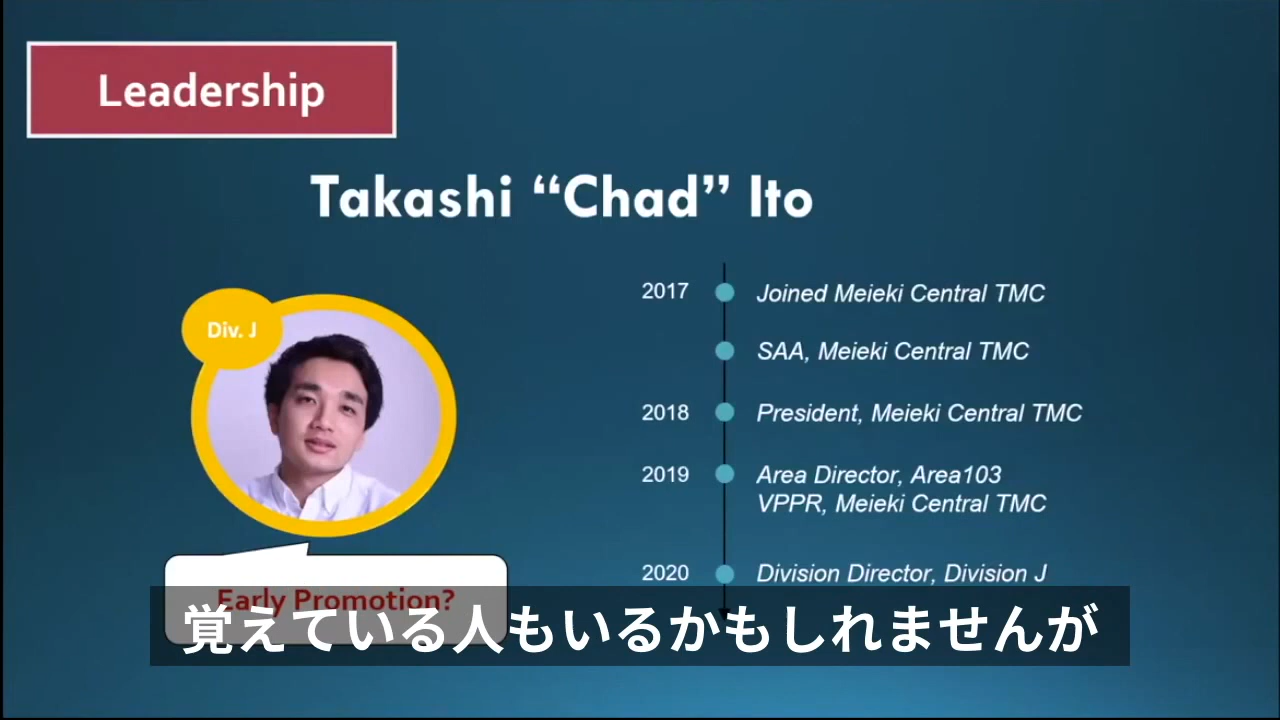 Leadership
Takashi “Chad” Ito
Div. J
2017 Joined Meieki Central TMC
SAA, Meieki Central TMC
2018 President, Meieki Central TMC
2019 Area Director, Area103
VPPR, Meieki Central TMC
2020 Division Director, Division J
Early Promotion?
覚えている人もいるかもしれませんが